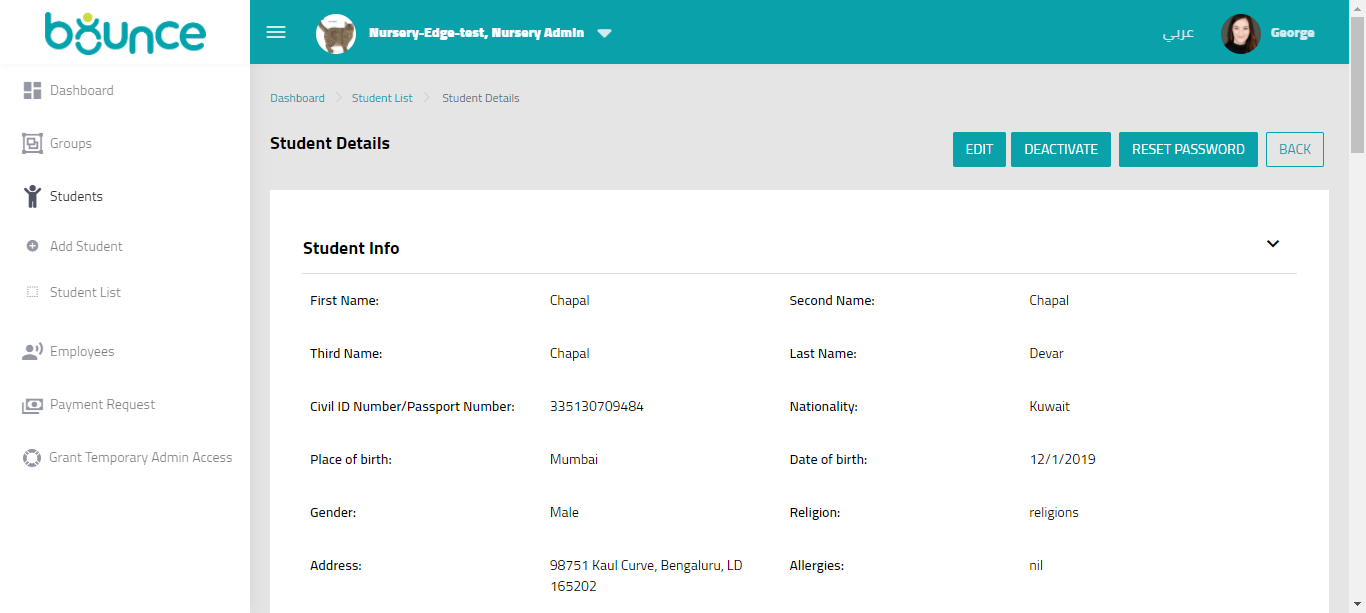 bounce
Nursery-Edge-test, Nursery Admin
عربي
George
Dashboard
Groups
Students
Add Student
Student List
Employees
Payment Request
Grant Temporary Admin Access
Dashboard > Student List > Student Details
Student Details
EDIT
DEACTIVATE
RESET PASSWORD
BACK
Student Info
First Name: Chapal Second Name: Chapal
Third Name: Chapal Last Name: Devar
Civil ID Number/Passport Number: 335130709484 Nationality: Kuwait
Place of birth: Mumbai Date of birth: 12/1/2019
Gender: Male Religion: religions
Address: 98751 Kaul Curve, Bengaluru, LD Allergies: nil
165202